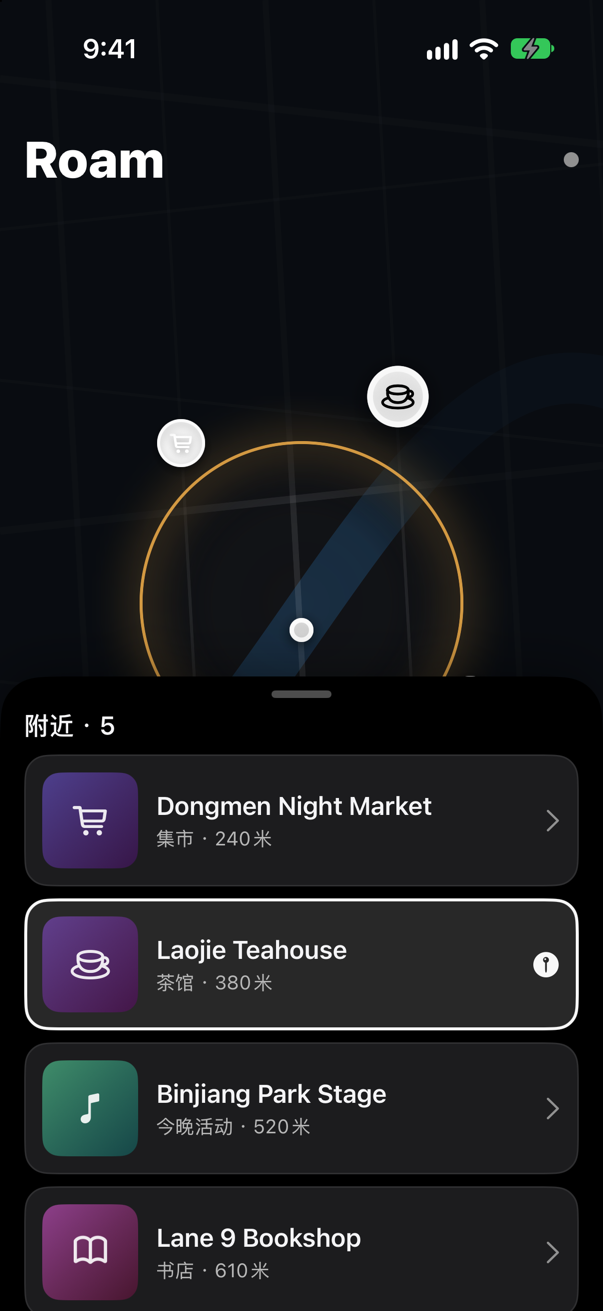 9:41
Roam
附近 · 5
Dongmen Night Market
集市 · 240米
Laojie Teahouse
茶馆 · 380米
Binjiang Park Stage
今晚活动 · 520米
Lane 9 Bookshop
书店 · 610米